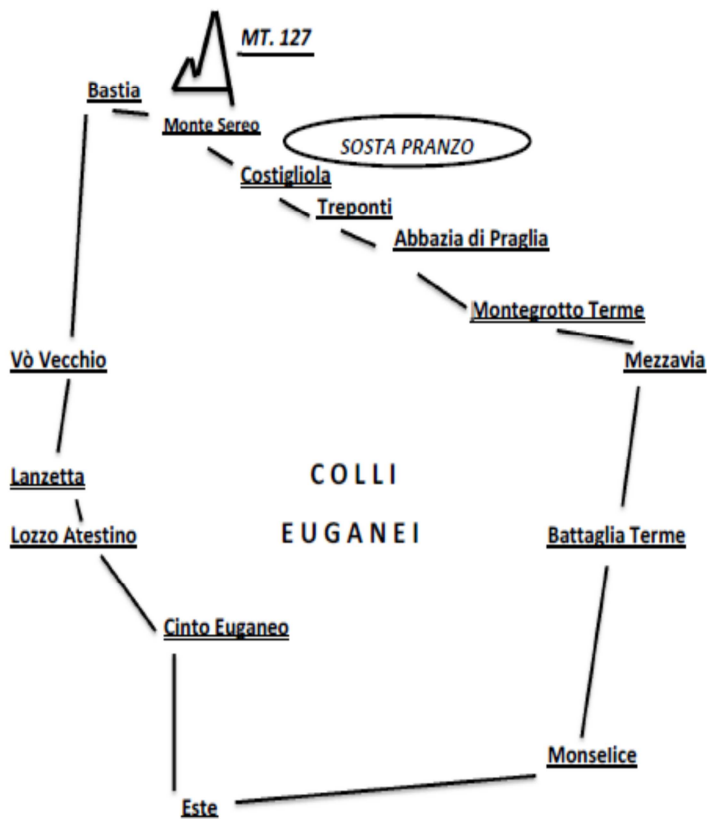 MT. 127
Bastia
Monte Sereo
SOSTA PRANZO
Costigliola
Treponti
Abbazia di Praglia
Montegrotto Terme
Vò Vecchio
Mezzavia
Lanzetta
COLLI
Lozzo Atestino
EUGANEI
Battaglia Terme
Cinto Euganeo
Monselice
Este